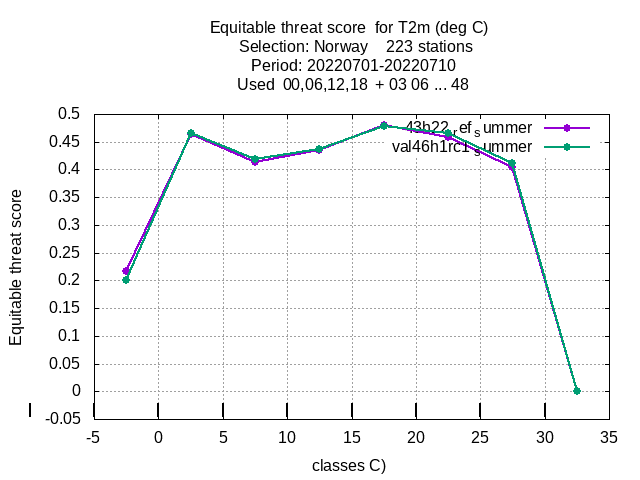 Equitable threat score  for T2m (deg C)
Selection: Norway    223 stations
Period: 20220701-20220710
Used  00,06,12,18  + 03 06 ... 48
0.5
0.45
0.4
0.35
0.3
0.25
0.2
0.15
0.1
0.05
0
-0.05
-5
0
5
10
15
20
25
30
35
43h22_ref_summer
val46h1rc1_summer
Equitable threat score
classes C)